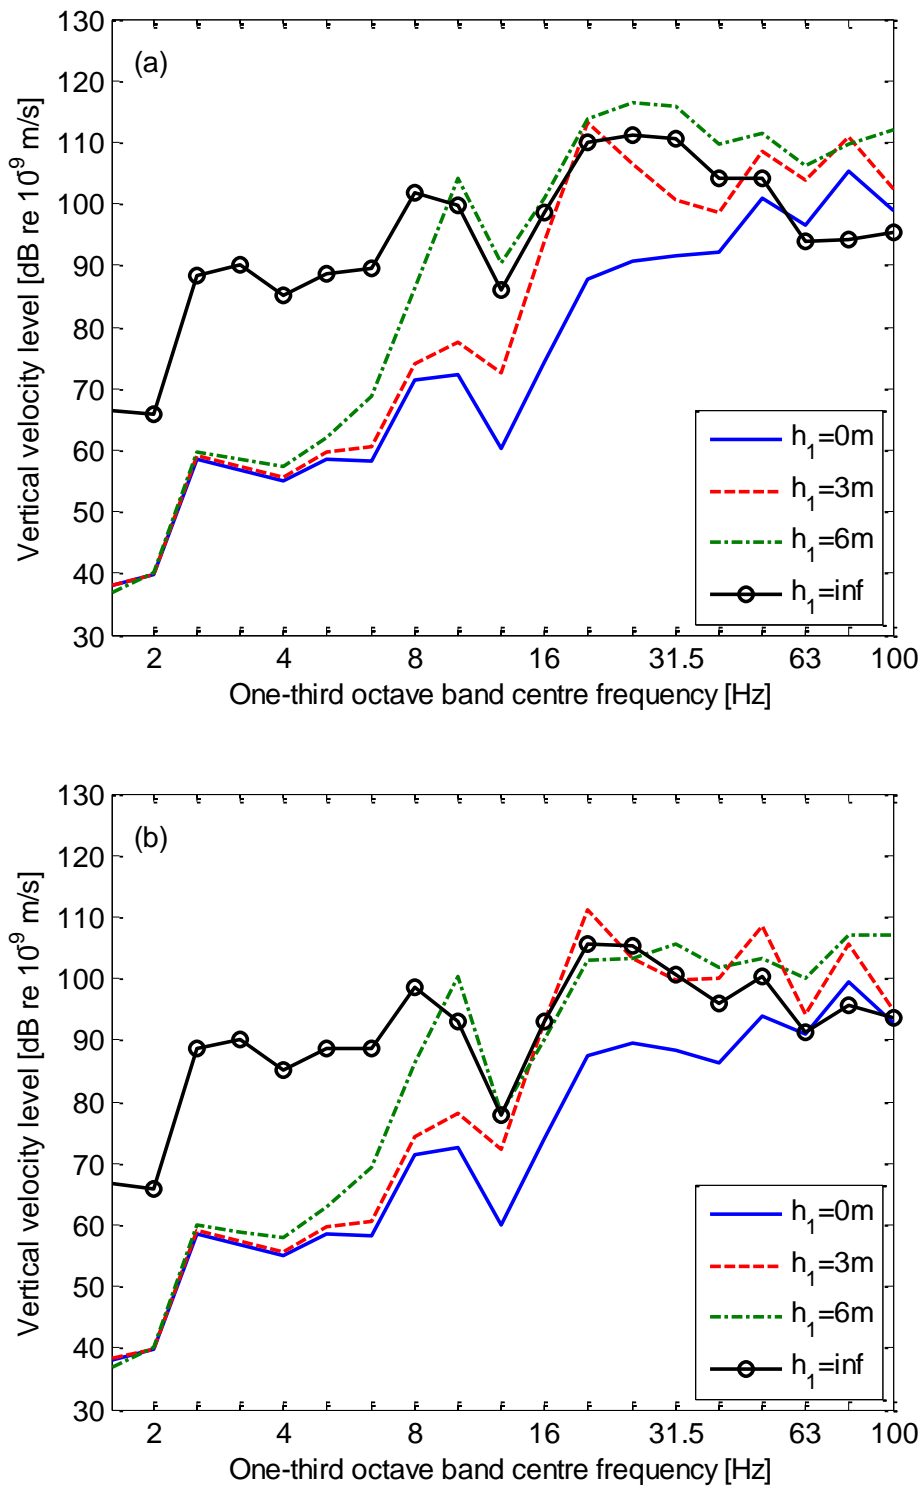 130
120
110
100
90
80
70
60
50
40
30
Vertical velocity level [dB re 10⁻⁹ m/s]
(a)
h₁=0m
h₁=3m
h₁=6m
h₁=inf
2 4 8 16 31.5 63 100
One-third octave band centre frequency [Hz]
130
120
110
100
90
80
70
60
50
40
30
Vertical velocity level [dB re 10⁻⁹ m/s]
(b)
h₁=0m
h₁=3m
h₁=6m
h₁=inf
2 4 8 16 31.5 63 100
One-third octave band centre frequency [Hz]